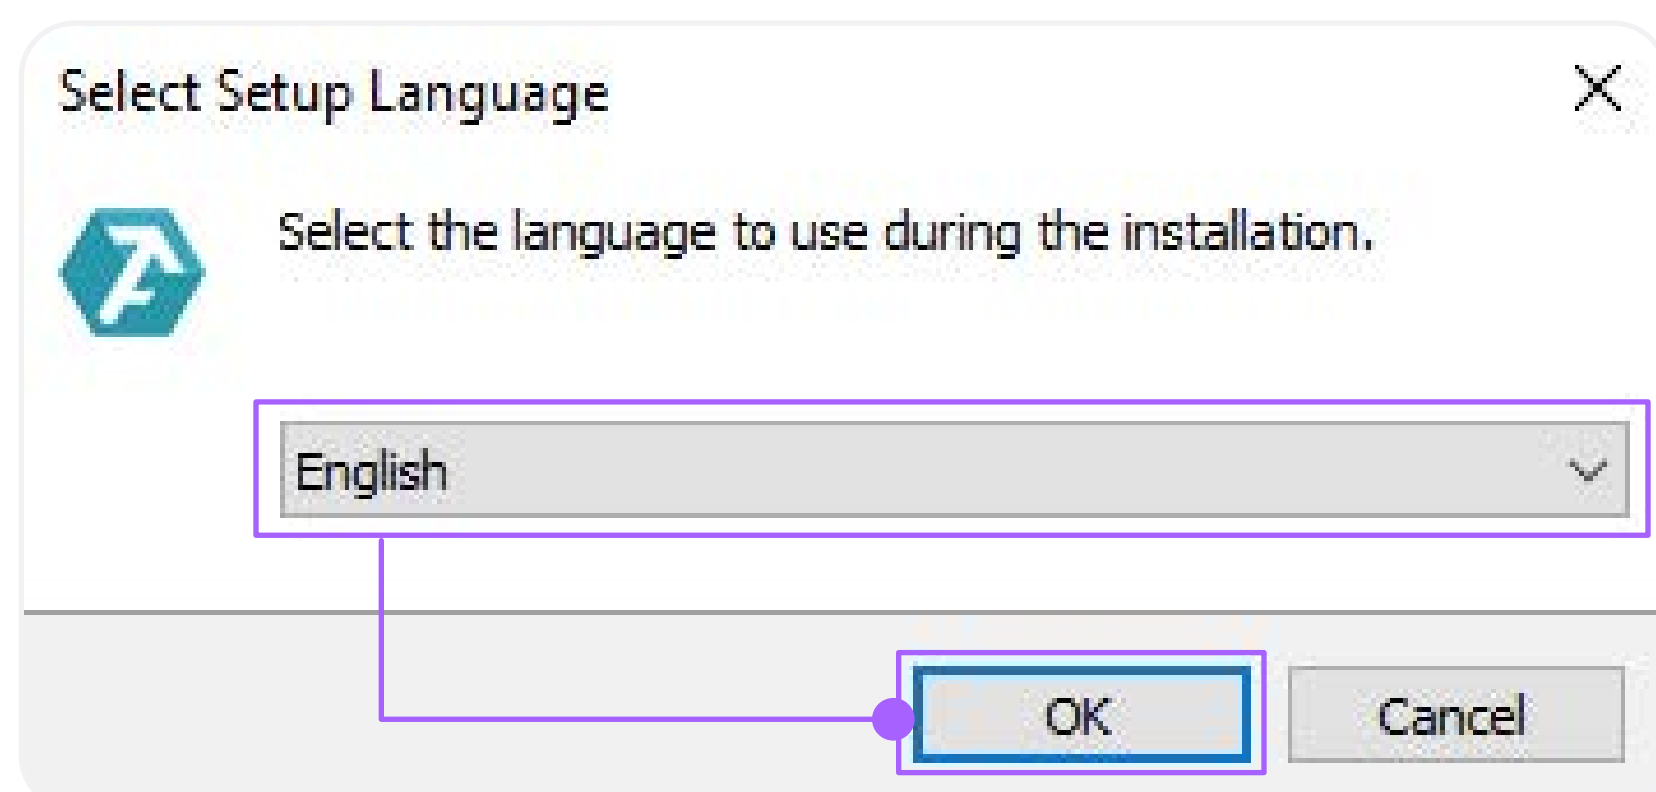 Select Setup Language
Select the language to use during the installation.
English
OK
Cancel